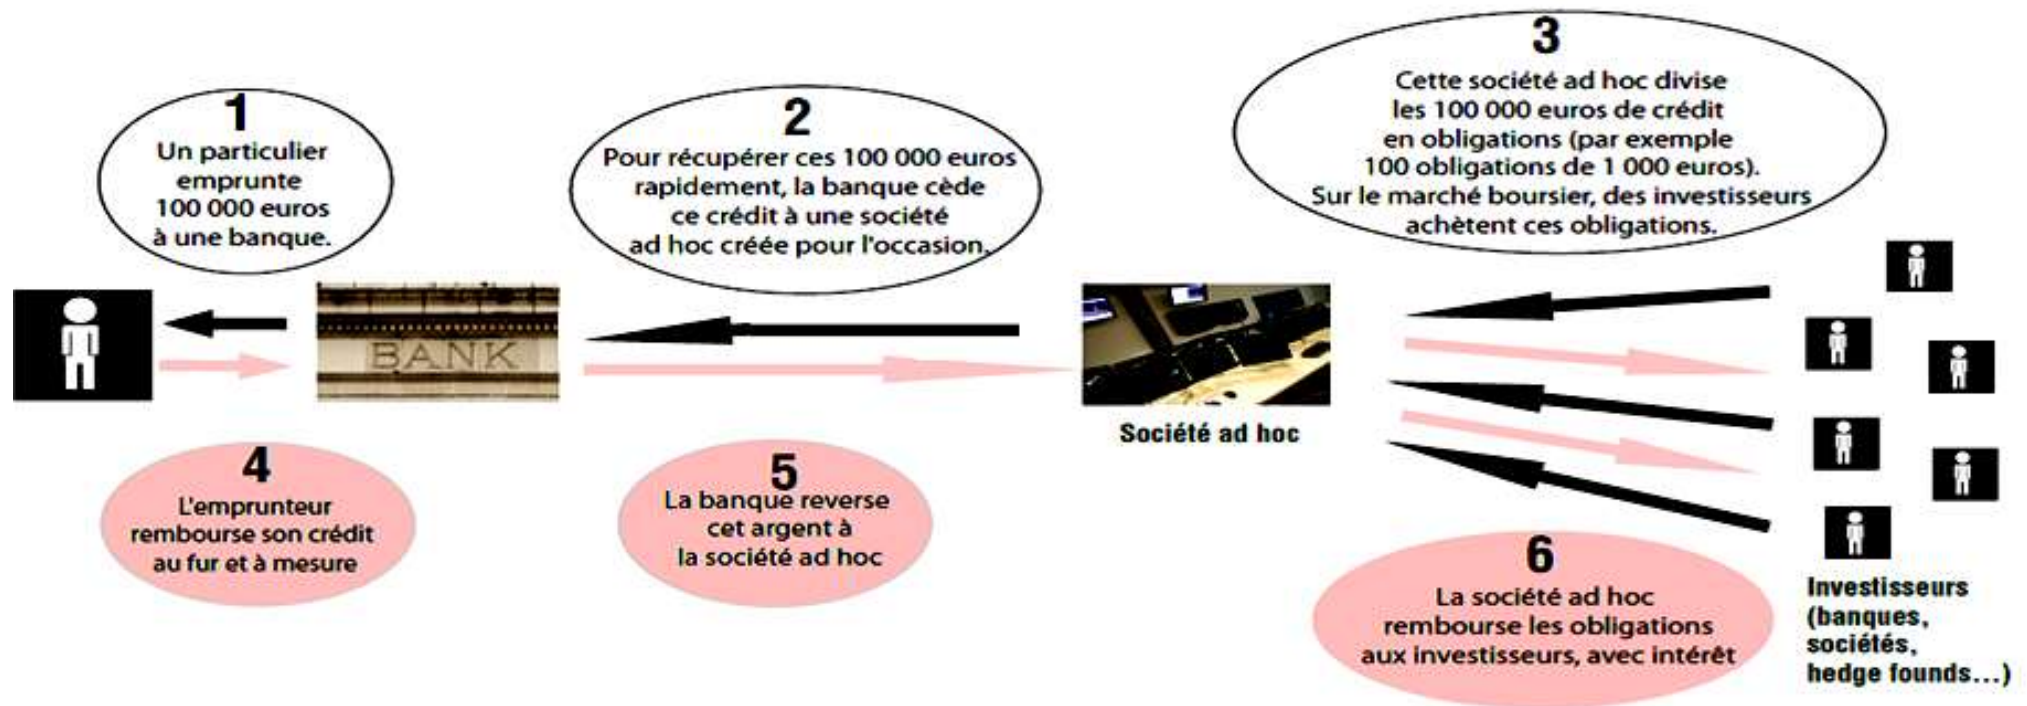 1
Un particulier
emprunte
100 000 euros
à une banque.
2
Pour récupérer ces 100 000 euros
rapidement, la banque cède
ce crédit à une société
ad hoc créée pour l'occasion.
3
Cette société ad hoc divise
les 100 000 euros de crédit
en obligations (par exemple
100 obligations de 1 000 euros).
Sur le marché boursier, des investisseurs
achètent ces obligations.
BANK
Société ad hoc
4
L'emprunteur
rembourse son crédit
au fur et à mesure
5
La banque reverse
cet argent à
la société ad hoc
6
La société ad hoc
rembourse les obligations
aux investisseurs, avec intérêt
Investisseurs
(banques,
sociétés,
hedge founds...)